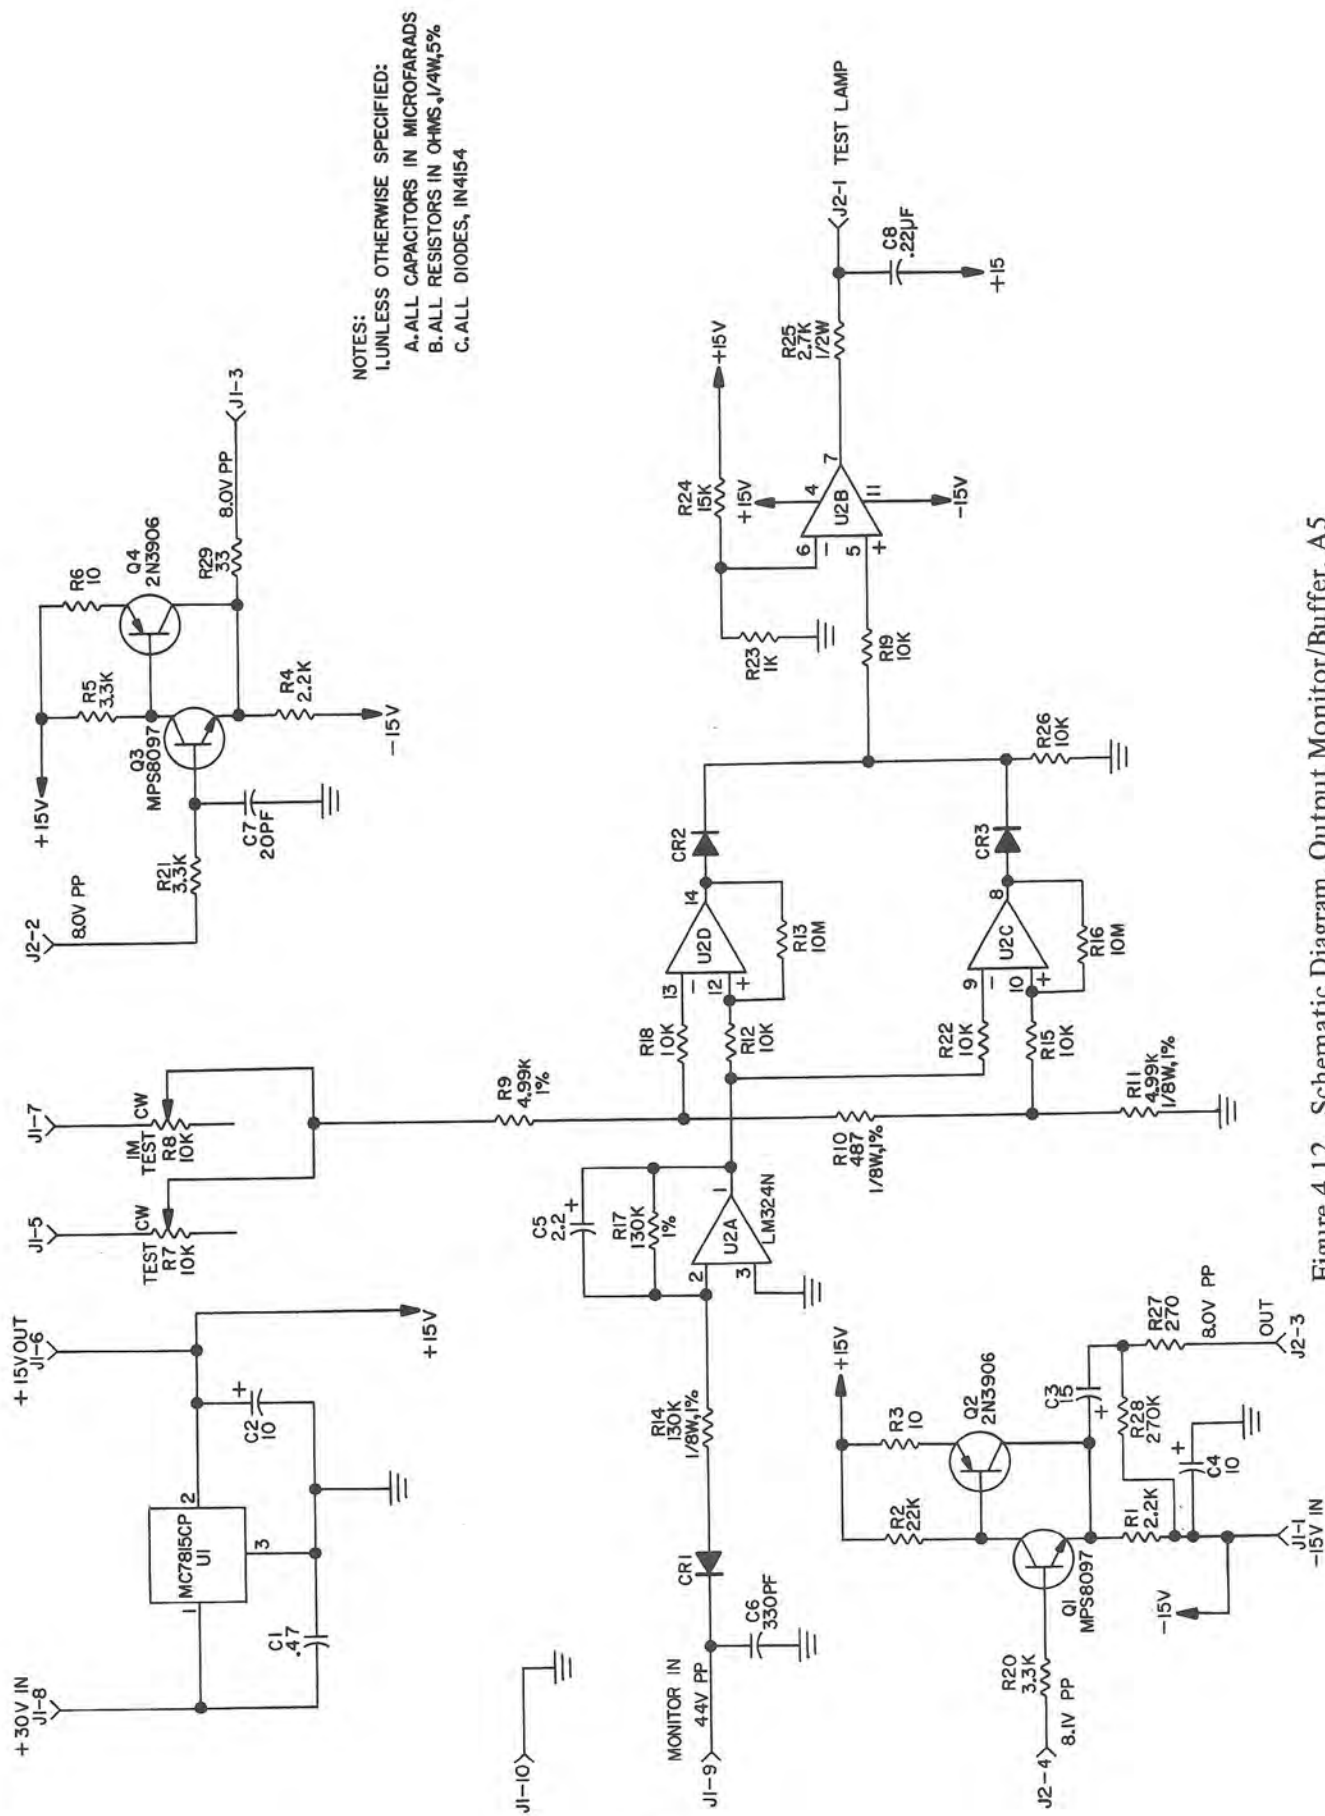 +30V IN
J1-8
MC7815CP
U1
1
2
3
C1
.47
C2
10
+
+15V OUT
J1-6
+15V
J1-5
J1-7
TEST
CW
R7
10K
IM
TEST
CW
R8
10K
J2-2
8.0V PP
R21
3.3K
C7
20PF
Q3
MPS8097
+15V
R5
3.3K
R6
10
Q4
2N3906
R4
2.2K
-15V
R29
33
8.0V PP
J1-3
NOTES:
1.UNLESS OTHERWISE SPECIFIED:
A.ALL CAPACITORS IN MICROFARADS
B.ALL RESISTORS IN OHMS,1/4W,5%
C.ALL DIODES, IN4154
J1-10
MONITOR IN
44V PP
J1-9
C6
330PF
CR1
R14
130K
1/8W,1%
C5
2.2
+
R17
130K
1%
2
3
1
U2A
LM324N
R9
4.99K
1%
R10
487
1/8W,1%
R11
4.99K
1/8W,1%
R18
10K
R12
10K
13
-
12
+
U2D
14
R13
10M
CR2
R22
10K
R15
10K
9
-
10
+
U2C
8
R16
10M
CR3
R26
10K
R19
10K
R23
1K
R24
15K
+15V
+15V
6
-
5
+
U2B
4
11
7
-15V
R25
2.7K
1/2W
J2-1 TEST LAMP
C8
.22µF
+15
J2-4
8.1V PP
R20
3.3K
Q1
MPS8097
R2
22K
R3
10
+15V
Q2
2N3906
-15V
R1
2.2K
J1-1
-15V IN
C4
10
+
R28
270K
C3
15
+
R27
270
8.0V PP
OUT
J2-3
Figure 4.12 Schematic Diagram, Output Monitor/Buffer, A5